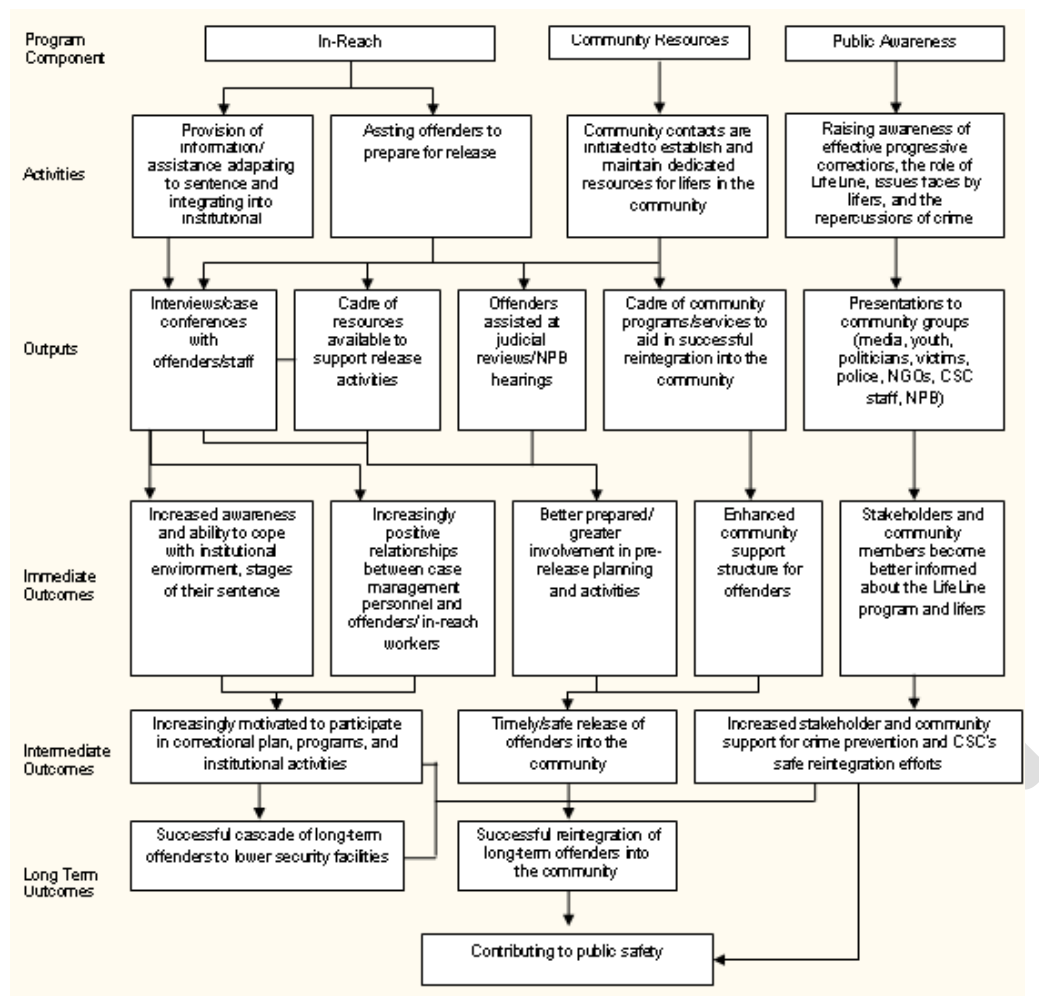 Program
Component
In-Reach
Community Resources
Public Awareness
Activities
Provision of
information/
assistance adapating
to sentence and
integrating into
institutional
Assting offenders to
prepare for release
Community contacts are
initiated to establish and
maintain dedicated
resources for lifers in the
community
Raising awareness of
effective progressive
corrections, the role of
LifeLine, issues faces by
lifers, and the
repercussions of crime
Outputs
Interviews/case
conferences
with
offenders/staff
Cadre of
resources
available to
support release
activities
Offenders
assisted at
judicial
reviews/NPB
hearings
Cadre of community
programs/services to
aid in successful
reintegration into the
community
Presentations to
community groups
(media, youth,
politicians, victims,
police, NGOs, CSC
staff, NPB)
Immediate
Outcomes
Increased awareness
and ability to cope
with institutional
environment, stages
of their sentence
Increasingly
positive
relationships
between case
management
personnel and
offenders/ in-reach
workers
Better prepared/
greater
involvement in pre-
release planning
and activities
Enhanced
community
support
structure for
offenders
Stakeholders and
community
members become
better informed
about the LifeLine
program and lifers
Intermediate
Outcomes
Increasingly motivated to participate
in correctional plan, programs, and
institutional activities
Timely/safe release of
offenders into the
community
Increased stakeholder and community
support for crime prevention and CSC's
safe reintegration efforts
Long Term
Outcomes
Successful cascade of long-term
offenders to lower security facilities
Successful reintegration of
long-term offenders into
the community
Contributing to public safety